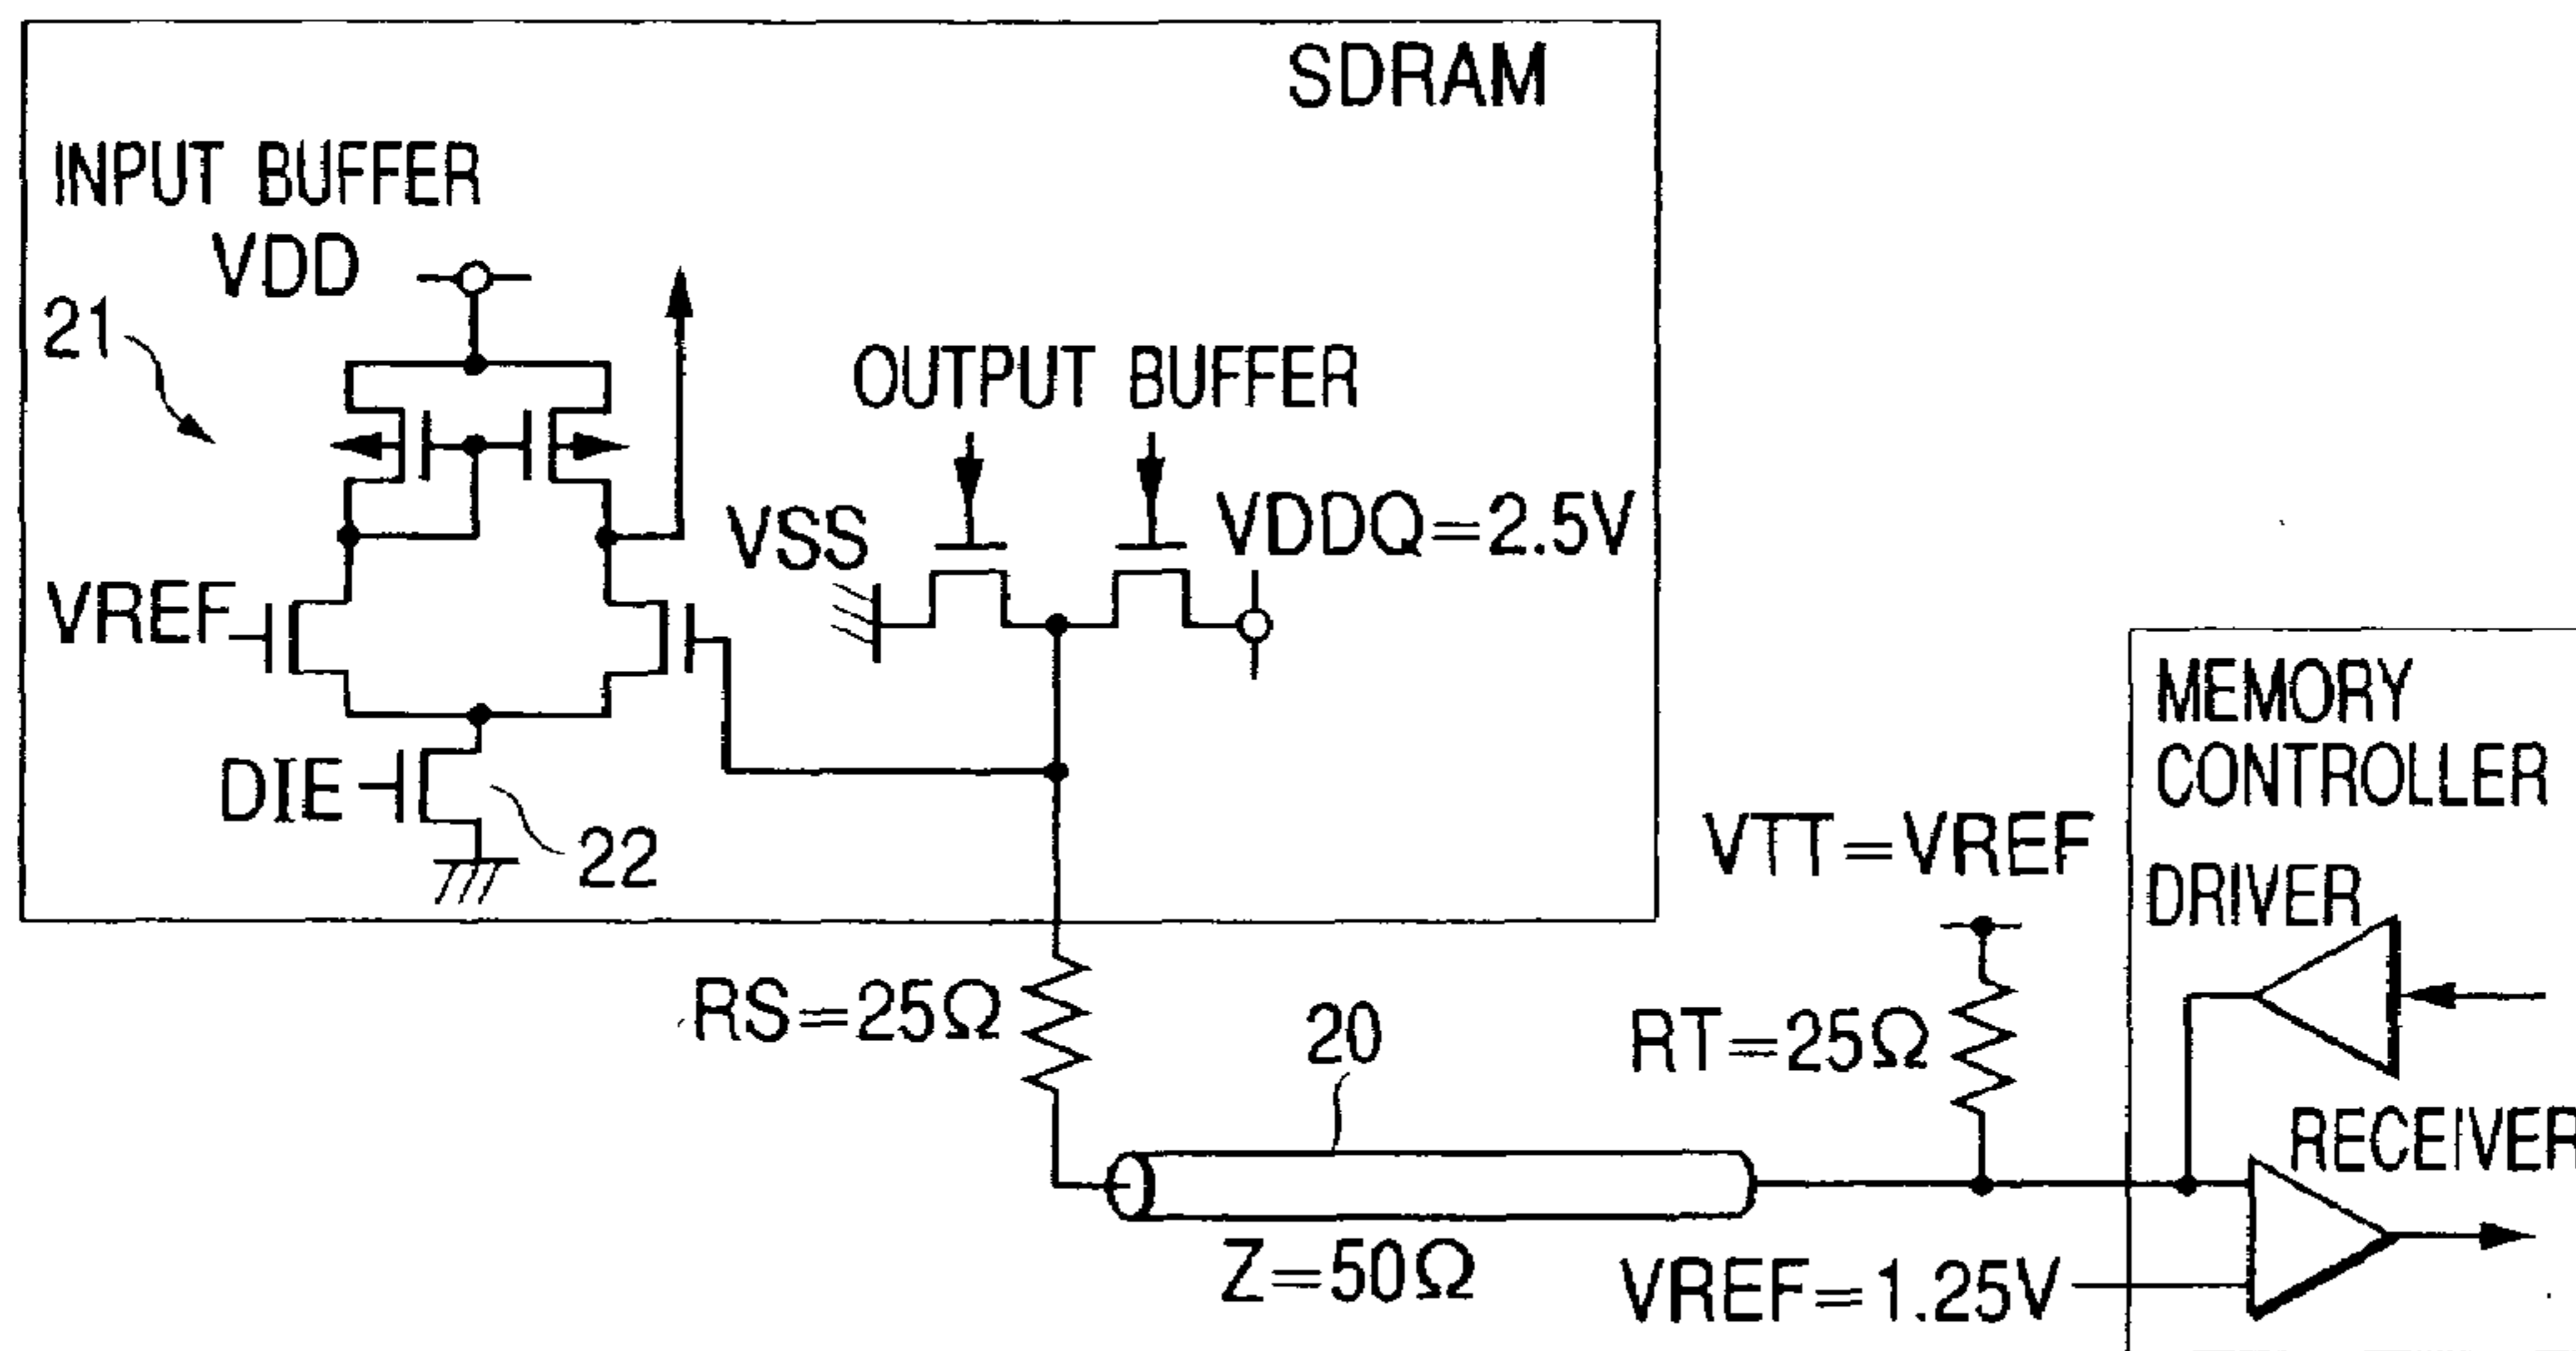 SDRAM
INPUT BUFFER
VDD
21
OUTPUT BUFFER
VSS
VDDQ=2.5V
VREF
DIE
22
MEMORY
CONTROLLER
VTT=VREF
DRIVER
RS=25Ω
20
RT=25Ω
RECEIVER
Z=50Ω
VREF=1.25V